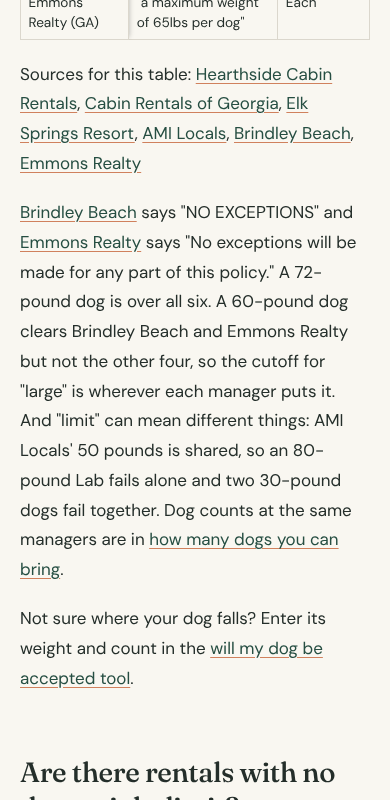 Emmons
Realty (GA)
"a maximum weight
of 65lbs per dog"
Each
Sources for this table: Hearthside Cabin
Rentals, Cabin Rentals of Georgia, Elk
Springs Resort, AMI Locals, Brindley Beach,
Emmons Realty
Brindley Beach says "NO EXCEPTIONS" and
Emmons Realty says "No exceptions will be
made for any part of this policy." A 72-
pound dog is over all six. A 60-pound dog
clears Brindley Beach and Emmons Realty
but not the other four, so the cutoff for
"large" is wherever each manager puts it.
And "limit" can mean different things: AMI
Locals' 50 pounds is shared, so an 80-
pound Lab fails alone and two 30-pound
dogs fail together. Dog counts at the same
managers are in how many dogs you can
bring.
Not sure where your dog falls? Enter its
weight and count in the will my dog be
accepted tool.
Are there rentals with no